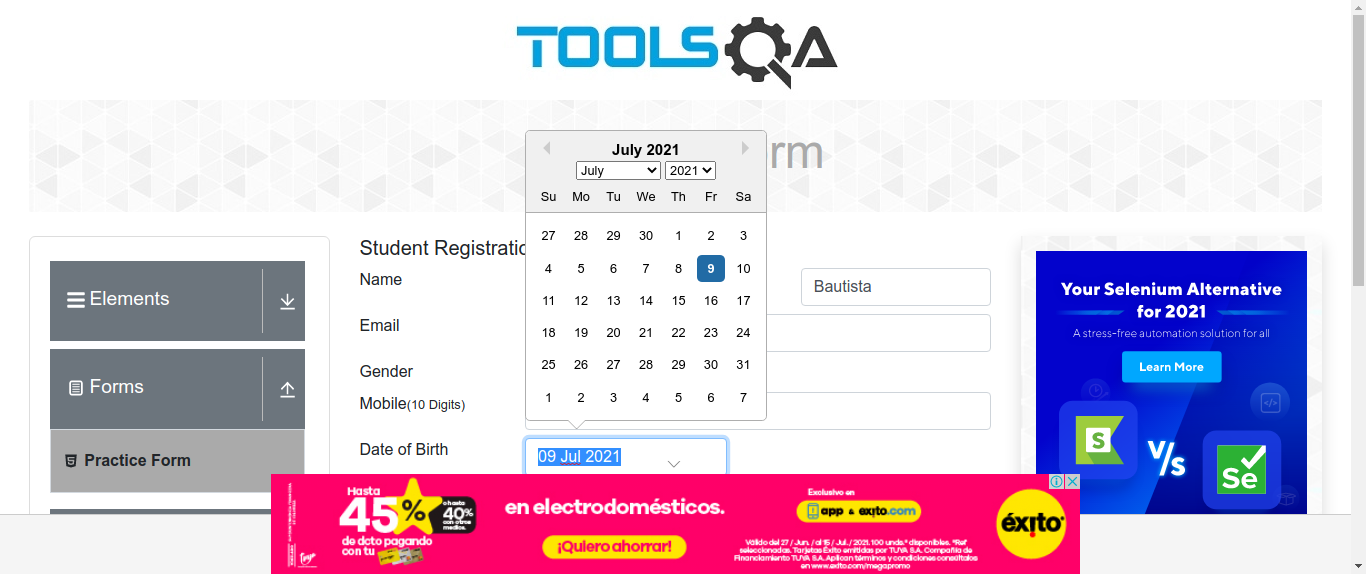 TOOLSQA
rm
July 2021
July 2021
Su Mo Tu We Th Fr Sa
27 28 29 30 1 2 3
4 5 6 7 8 9 10
11 12 13 14 15 16 17
18 19 20 21 22 23 24
25 26 27 28 29 30 31
1 2 3 4 5 6 7
Elements
Forms
Practice Form
Student Registratio
Name
Bautista
Email
Gender
Mobile(10 Digits)
Date of Birth
09 Jul 2021
Your Selenium Alternative
for 2021
A stress-free automation solution for all
Learn More
S
V/s
Se
Hasta
45%
o hasta
40%
con otros
medios.
de dcto pagando
con tu
en electrodomésticos.
¡Quiero ahorrar!
Exclusivo en
app & exito.com
Válido del 27 / Jun. / al 15 / Jul. / 2021. 100 unds.* disponibles. *Ref
seleccionadas. Tarjetas Éxito emitidas por TUYA S.A. Compañía de
Financiamiento TUYA S.A. Aplican términos y condiciones consúltalos
en www.exito.com/megapromo
éxito